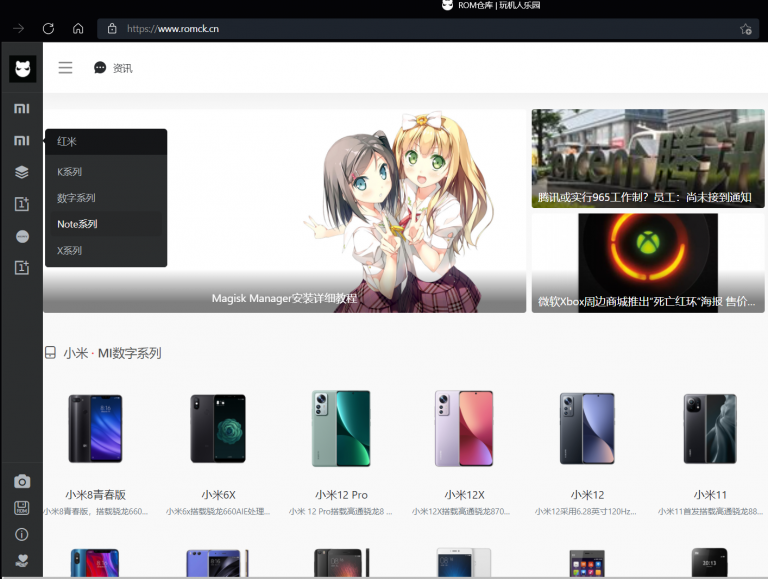 ROM仓库 | 玩机人乐园
https://www.romck.cn
资讯
红米
K系列
数字系列
Note系列
X系列
Magisk Manager安装详细教程
Tencent 腾讯
腾讯或实行965工作制？员工：尚未接到通知
微软Xbox周边商城推出"死亡红环"海报 售价...
小米 · MI数字系列
小米8青春版
小米6X
小米12 Pro
小米12X
小米12
小米11
小米8青春版，搭载骁龙660...
小米6x搭载骁龙660AIE处理...
小米 12 Pro搭载高通骁龙8 ...
小米12X搭载高通骁龙870...
小米12采用6.28英寸120Hz...
小米11首发搭载高通骁龙88...